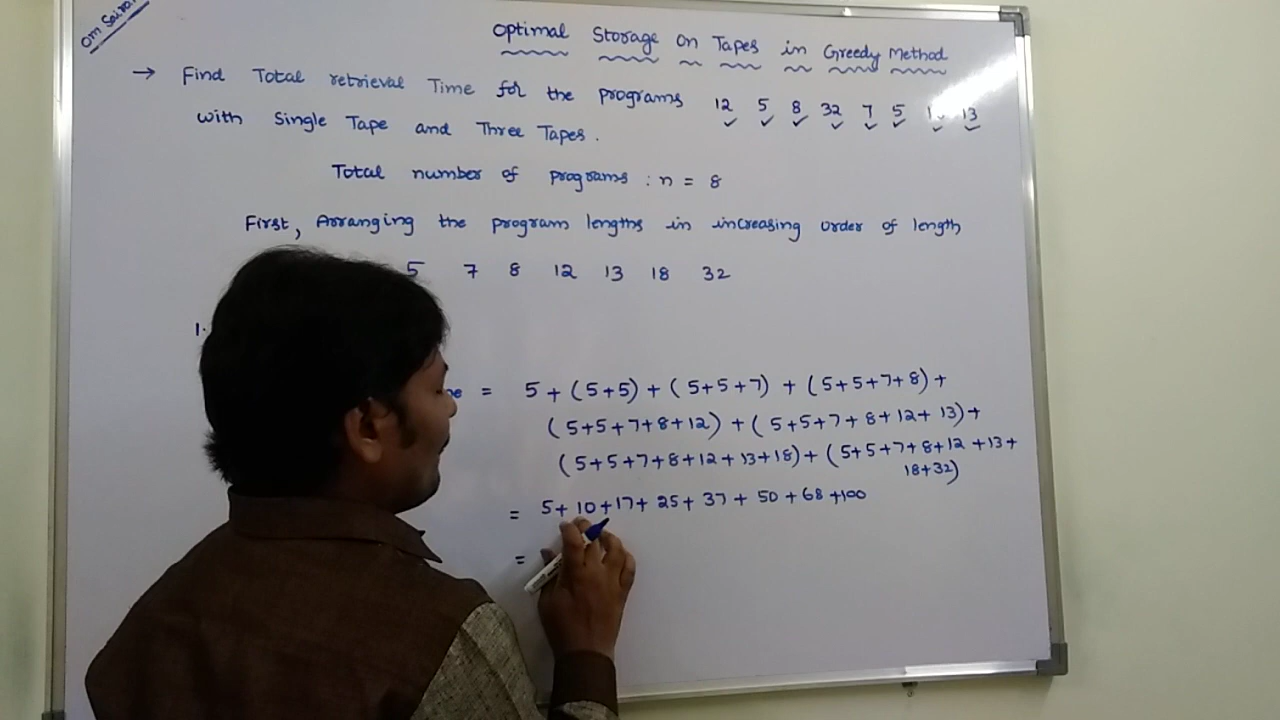 om Sairam
Optimal Storage On Tapes in Greedy Method
→ Find Total retrieval Time for the programs 12 5 8 32 7 5 1 13
with Single Tape and Three Tapes.
Total number of programs : n = 8
First, Arranging the program lengths in increasing order of length
5 7 8 12 13 18 32
1.
= 5 + (5+5) + (5+5+7) + (5+5+7+8) +
(5+5+7+8+12) + (5+5+7+8+12+13) +
(5+5+7+8+12+13+18) + (5+5+7+8+12+13+
18+32)
= 5+10+17+25+37+50+68+100
=